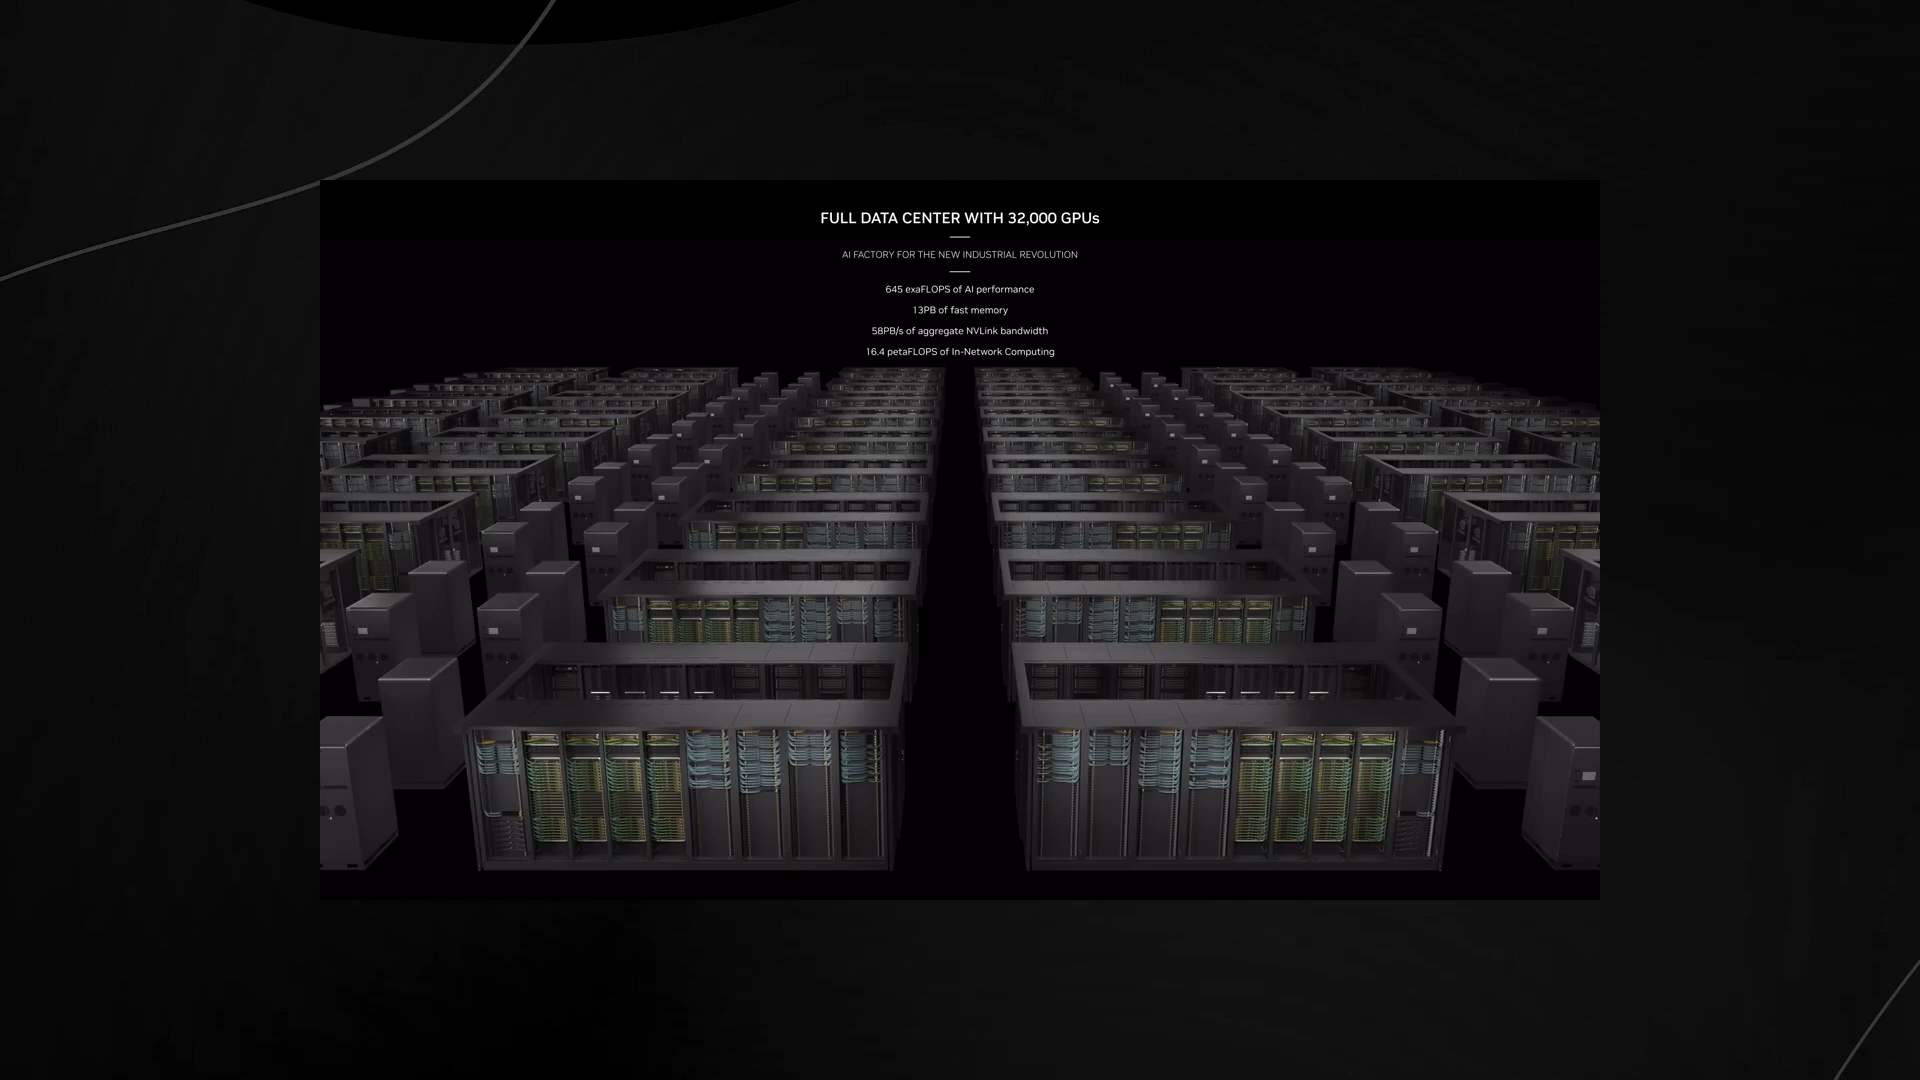 FULL DATA CENTER WITH 32,000 GPUs
AI FACTORY FOR THE NEW INDUSTRIAL REVOLUTION
645 exaFLOPS of AI performance
13PB of fast memory
58PB/s of aggregate NVLink bandwidth
16.4 petaFLOPS of In-Network Computing